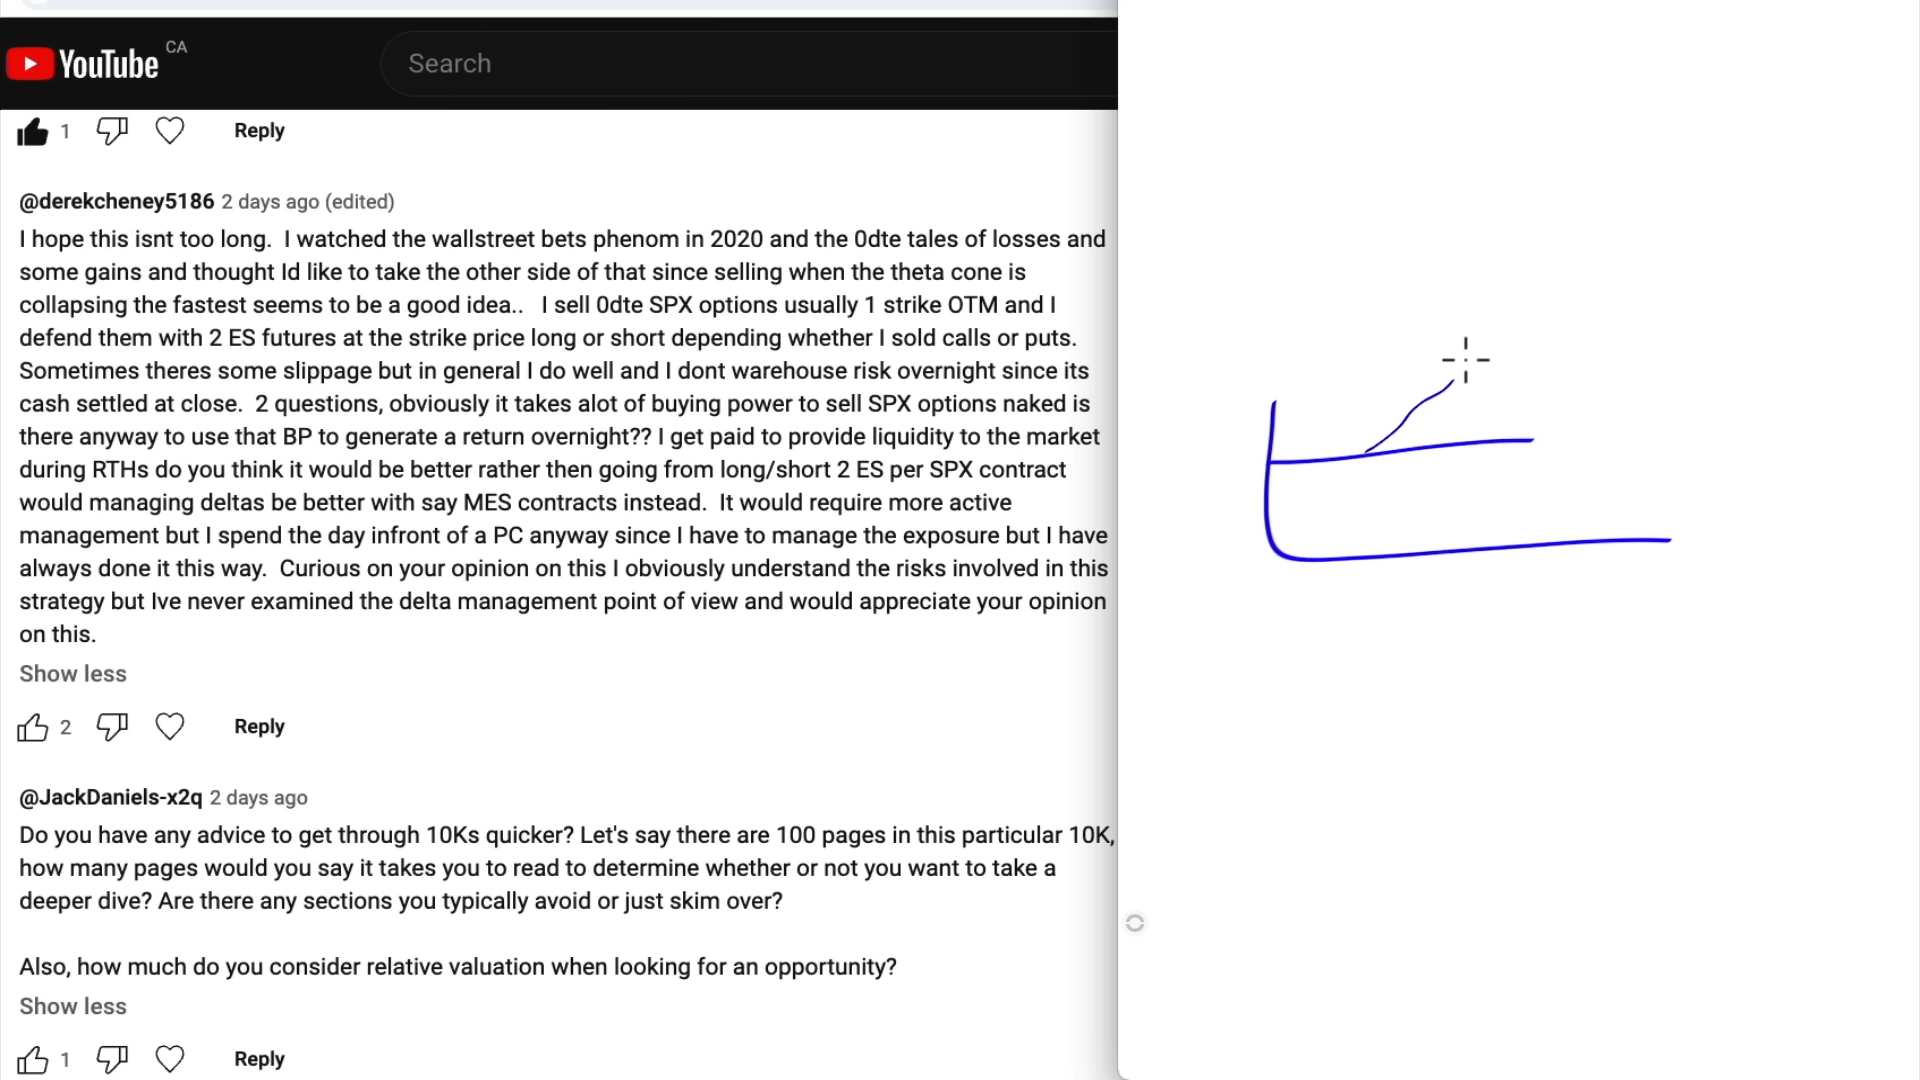 YouTube CA
Search
1 Reply
@derekcheney5186 2 days ago (edited)
I hope this isnt too long.  I watched the wallstreet bets phenom in 2020 and the 0dte tales of losses and
some gains and thought Id like to take the other side of that since selling when the theta cone is
collapsing the fastest seems to be a good idea..   I sell 0dte SPX options usually 1 strike OTM and I
defend them with 2 ES futures at the strike price long or short depending whether I sold calls or puts.
Sometimes theres some slippage but in general I do well and I dont warehouse risk overnight since its
cash settled at close.  2 questions, obviously it takes alot of buying power to sell SPX options naked is
there anyway to use that BP to generate a return overnight?? I get paid to provide liquidity to the market
during RTHs do you think it would be better rather then going from long/short 2 ES per SPX contract
would managing deltas be better with say MES contracts instead.  It would require more active
management but I spend the day infront of a PC anyway since I have to manage the exposure but I have
always done it this way.  Curious on your opinion on this I obviously understand the risks involved in this
strategy but Ive never examined the delta management point of view and would appreciate your opinion
on this.
Show less
2 Reply
@JackDaniels-x2q 2 days ago
Do you have any advice to get through 10Ks quicker? Let's say there are 100 pages in this particular 10K,
how many pages would you say it takes you to read to determine whether or not you want to take a
deeper dive? Are there any sections you typically avoid or just skim over?
Also, how much do you consider relative valuation when looking for an opportunity?
Show less
1 Reply